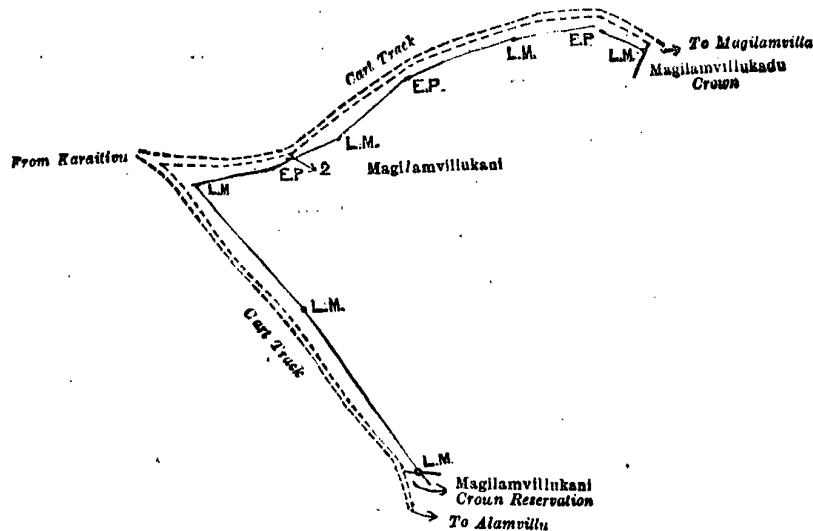 To Magilamvilla
Cart Track
L.M.
E.P.
L.M.
Magilamvillukadu
Crown
E.P.
L.M.
From Karaitivu
E.P
2
Magilamvillukani
L.M
L.M.
Cart Track
L.M.
Magilamvillukani
Crown Reservation
To Alamvillu